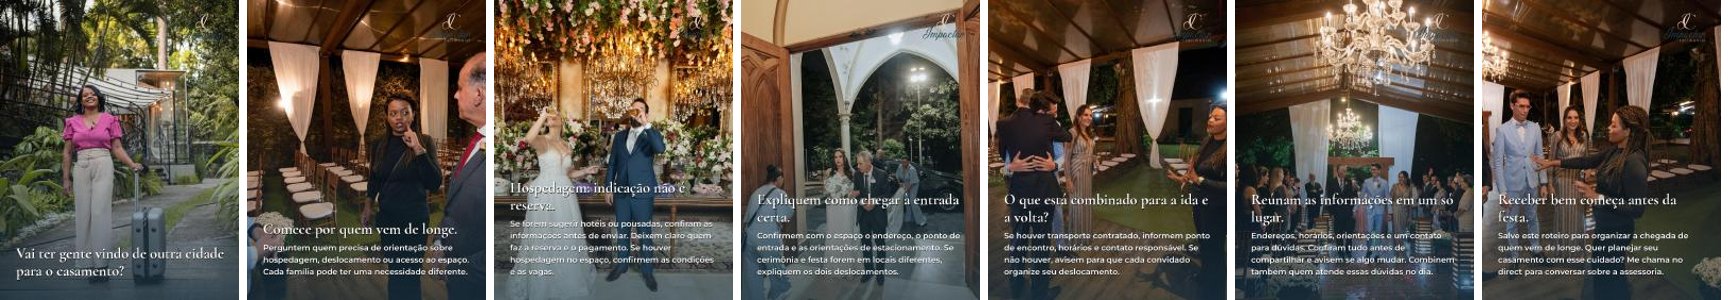 Vai ter gente vindo de outra cidade
para o casamento?
Comece por quem vem de longe.
Perguntem quem precisa de orientação sobre
hospedagem, deslocamento ou acesso ao espaço.
Cada família pode ter uma necessidade diferente.
Hospedagem: indicação não é
reserva.
Se forem sugerir hotéis ou pousadas, confiram as
informações antes de enviar. Deixem claro quem
faz a reserva e o pagamento. Se houver
hospedagem no espaço, confirmem as condições
e as vagas.
Impactar
Expliquem como chegar à entrada
certa.
Confirmem com o espaço o endereço, o ponto de
entrada e as orientações de estacionamento. Se
cerimônia e festa forem em locais diferentes,
expliquem os dois deslocamentos.
Impactar
O que está combinado para a ida e
a volta?
Se houver transporte contratado, informem ponto
de encontro, horários e contato responsável. Se
não houver, avisem para que cada convidado
organize seu deslocamento.
Reúnam as informações em um só
lugar.
Endereços, horários, orientações e um contato
para dúvidas. Confiram tudo antes de
compartilhar e avisem se algo mudar. Combinem
também quem atende essas dúvidas no dia.
Impactar
Receber bem começa antes da
festa.
Salve este roteiro para organizar a chegada de
quem vem de longe. Quer planejar seu
casamento com esse cuidado? Me chama no
direct para conversar sobre a assessoria.